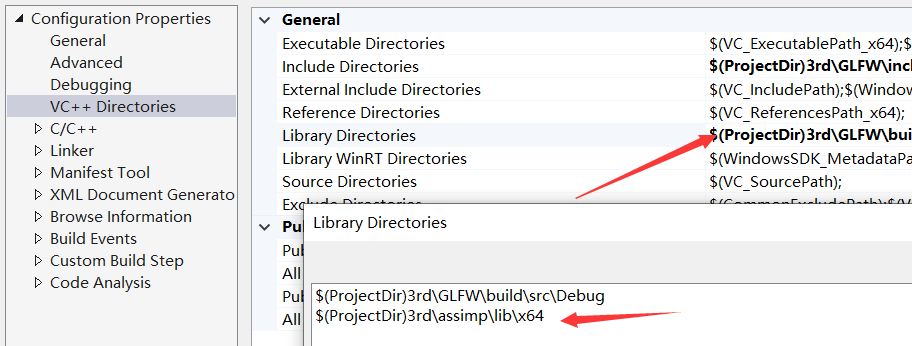 Configuration Properties
General
Advanced
Debugging
VC++ Directories
C/C++
Linker
Manifest Tool
XML Document Generato
Browse Information
Build Events
Custom Build Step
Code Analysis
General
Executable Directories $(VC_ExecutablePath_x64);$
Include Directories $(ProjectDir)3rd\GLFW\incl
External Include Directories $(VC_IncludePath);$(Window
Reference Directories $(VC_ReferencesPath_x64);
Library Directories $(ProjectDir)3rd\GLFW\bui
Library WinRT Directories $(WindowsSDK_MetadataPa
Source Directories $(VC_SourcePath);
Exclude Directories $(CommonExcludePath);$(V
Pu
Pub
All
Pub
All
Library Directories
$(ProjectDir)3rd\GLFW\build\src\Debug
$(ProjectDir)3rd\assimp\lib\x64